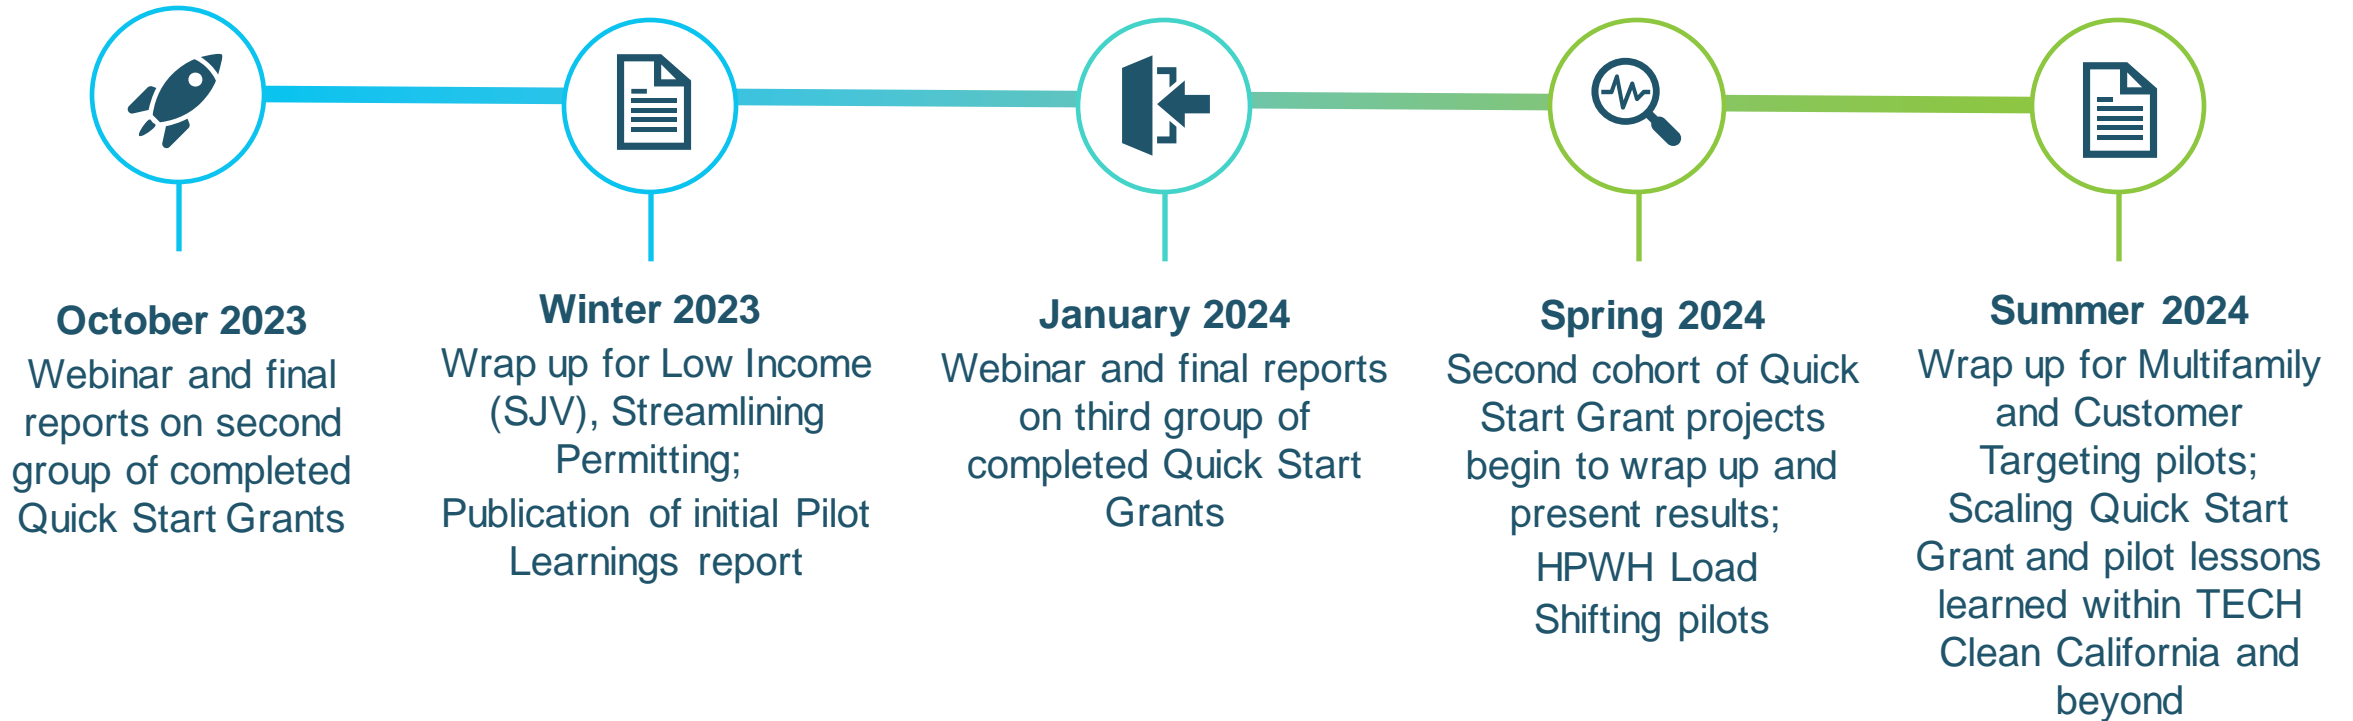 October 2023
Webinar and final
reports on second
group of completed
Quick Start Grants
Winter 2023
Wrap up for Low Income
(SJV), Streamlining
Permitting;
Publication of initial Pilot
Learnings report
January 2024
Webinar and final reports
on third group of
completed Quick Start
Grants
Spring 2024
Second cohort of Quick
Start Grant projects
begin to wrap up and
present results;
HPWH Load
Shifting pilots
Summer 2024
Wrap up for Multifamily
and Customer
Targeting pilots;
Scaling Quick Start
Grant and pilot lessons
learned within TECH
Clean California and
beyond